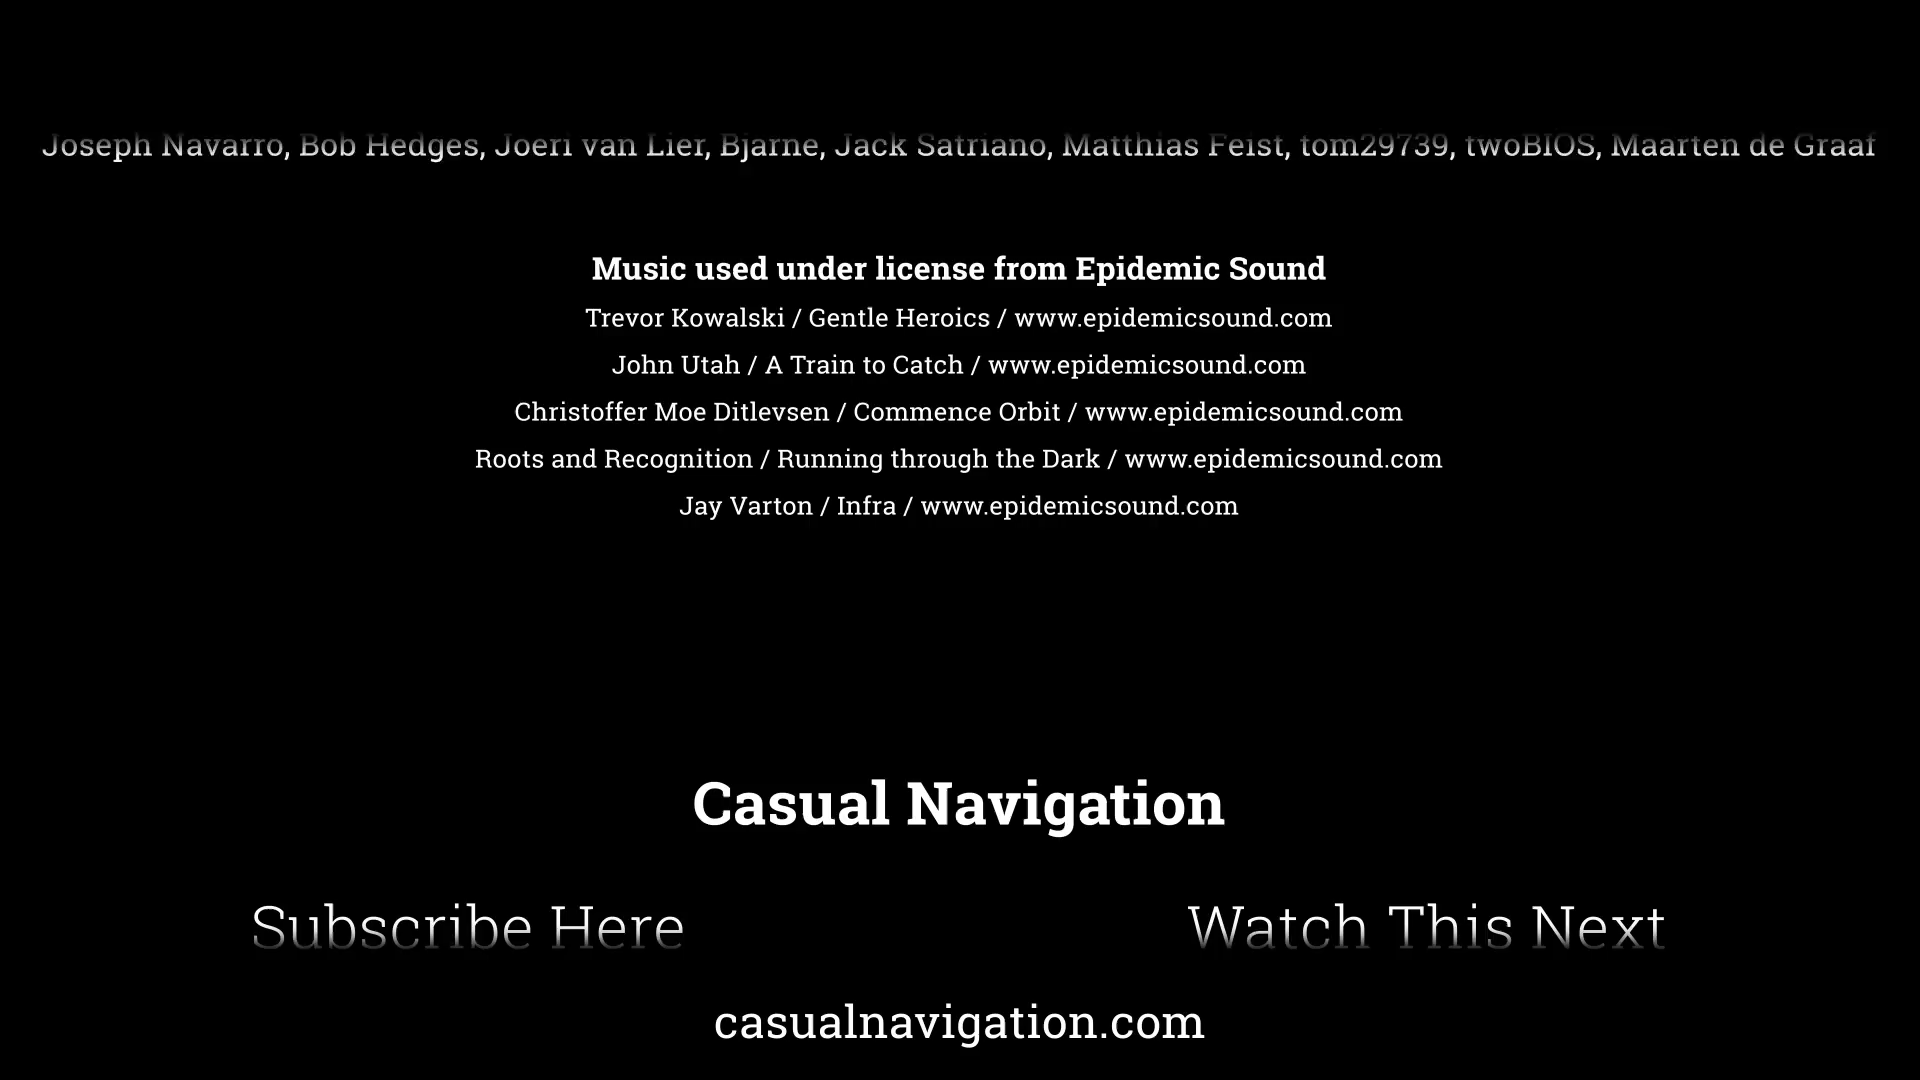 Joseph Navarro, Bob Hedges, Joeri van Lier, Bjarne, Jack Satriano, Matthias Feist, tom29739, twoBIOS, Maarten de Graaf
Music used under license from Epidemic Sound
Trevor Kowalski / Gentle Heroics / www.epidemicsound.com
John Utah / A Train to Catch / www.epidemicsound.com
Christoffer Moe Ditlevsen / Commence Orbit / www.epidemicsound.com
Roots and Recognition / Running through the Dark / www.epidemicsound.com
Jay Varton / Infra / www.epidemicsound.com
Casual Navigation
Subscribe Here
Watch This Next
casualnavigation.com